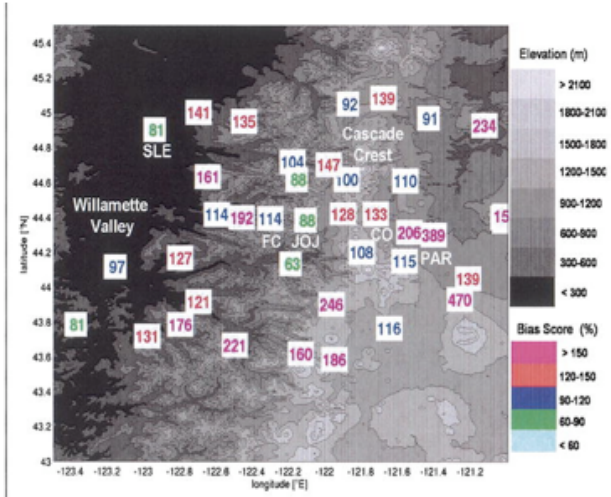 45.4
45.2
45
44.8
44.6
44.4
44.2
44
43.8
43.6
43.4
43.2
43
latitude [°N]
-123.4 -123.2 -123 -122.8 -122.6 -122.4 -122.2 -122 -121.8 -121.6 -121.4 -121.2
longitude [°E]
92 139
141 135 91
81 234
SLE
Cascade
Crest
104 147
161 88 100 110
Willamette
Valley
114 192 114 88 128 133 15
FC JOJ CO 206 389
127 63 108 115 PAR
97
139
121 246 470
81 131 176 116
221 160 186
Elevation (m)
> 2100
1800-2100
1500-1800
1200-1500
900-1200
600-900
300-600
< 300
Bias Score (%)
> 150
120-150
90-120
60-90
< 60